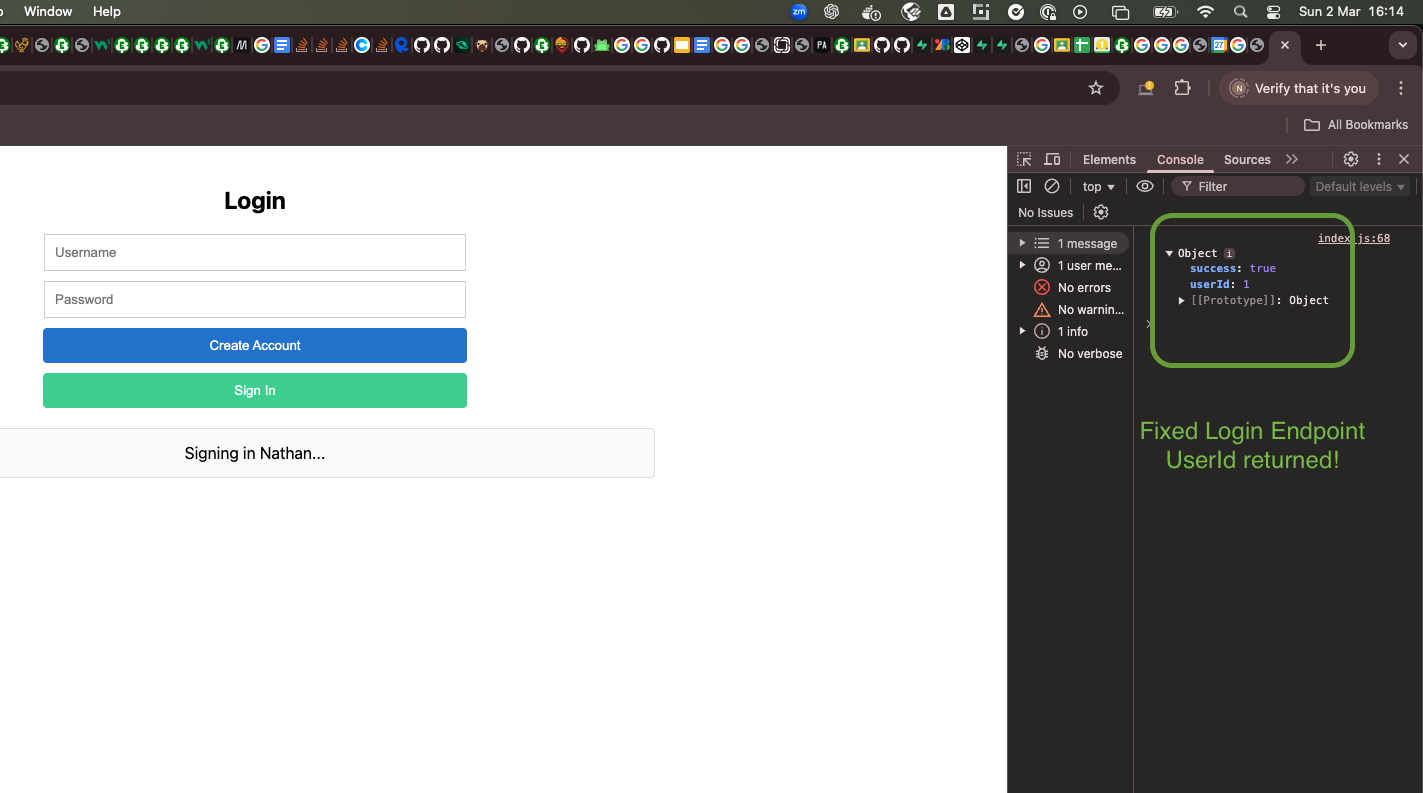 Window Help
zm
Sun 2 Mar 16:14
M
PA
27
N Verify that it's you
All Bookmarks
Login
Username
Password
Create Account
Sign In
Signing in Nathan...
Elements Console Sources
top Filter Default levels
No Issues
1 message
1 user me...
No errors
No warnin...
1 info
No verbose
index.js:68
Object i
success: true
userId: 1
[[Prototype]]: Object
Fixed Login Endpoint
UserId returned!